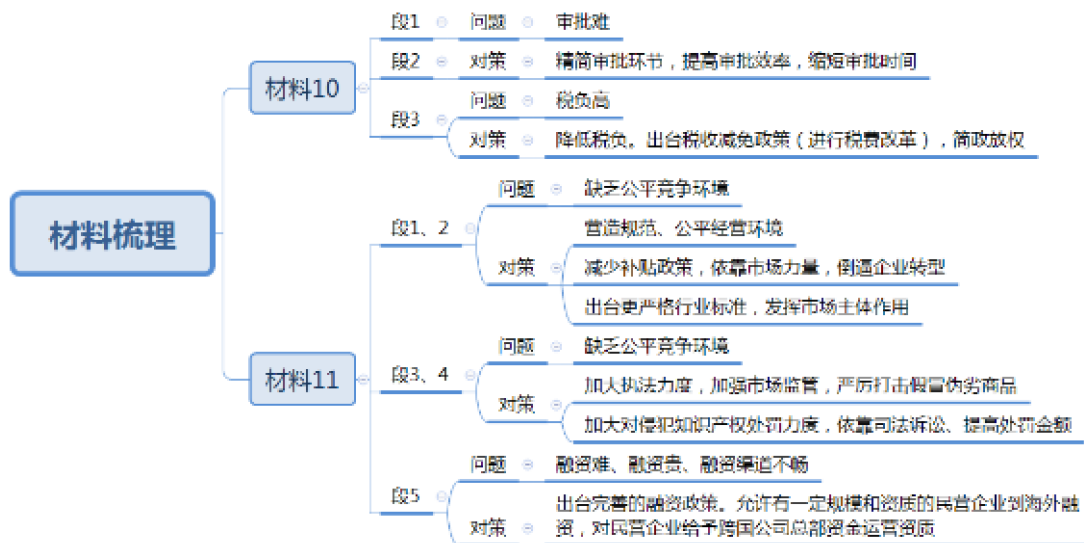 材料梳理
材料10
段1
问题
审批难
段2
对策
精简审批环节，提高审批效率，缩短审批时间
段3
问题
税负高
对策
降低税负。出台税收减免政策（进行税费改革），简政放权
材料11
段1、2
问题
缺乏公平竞争环境
对策
营造规范、公平经营环境
减少补贴政策，依靠市场力量，倒逼企业转型
出台更严格行业标准，发挥市场主体作用
段3、4
问题
缺乏公平竞争环境
对策
加大执法力度，加强市场监管，严厉打击假冒伪劣商品
加大对侵犯知识产权处罚力度，依靠司法诉讼、提高处罚金额
段5
问题
融资难、融资贵、融资渠道不畅
对策
出台完善的融资政策。允许有一定规模和资质的民营企业到海外融
资，对民营企业给予跨国公司总部资金运营资质